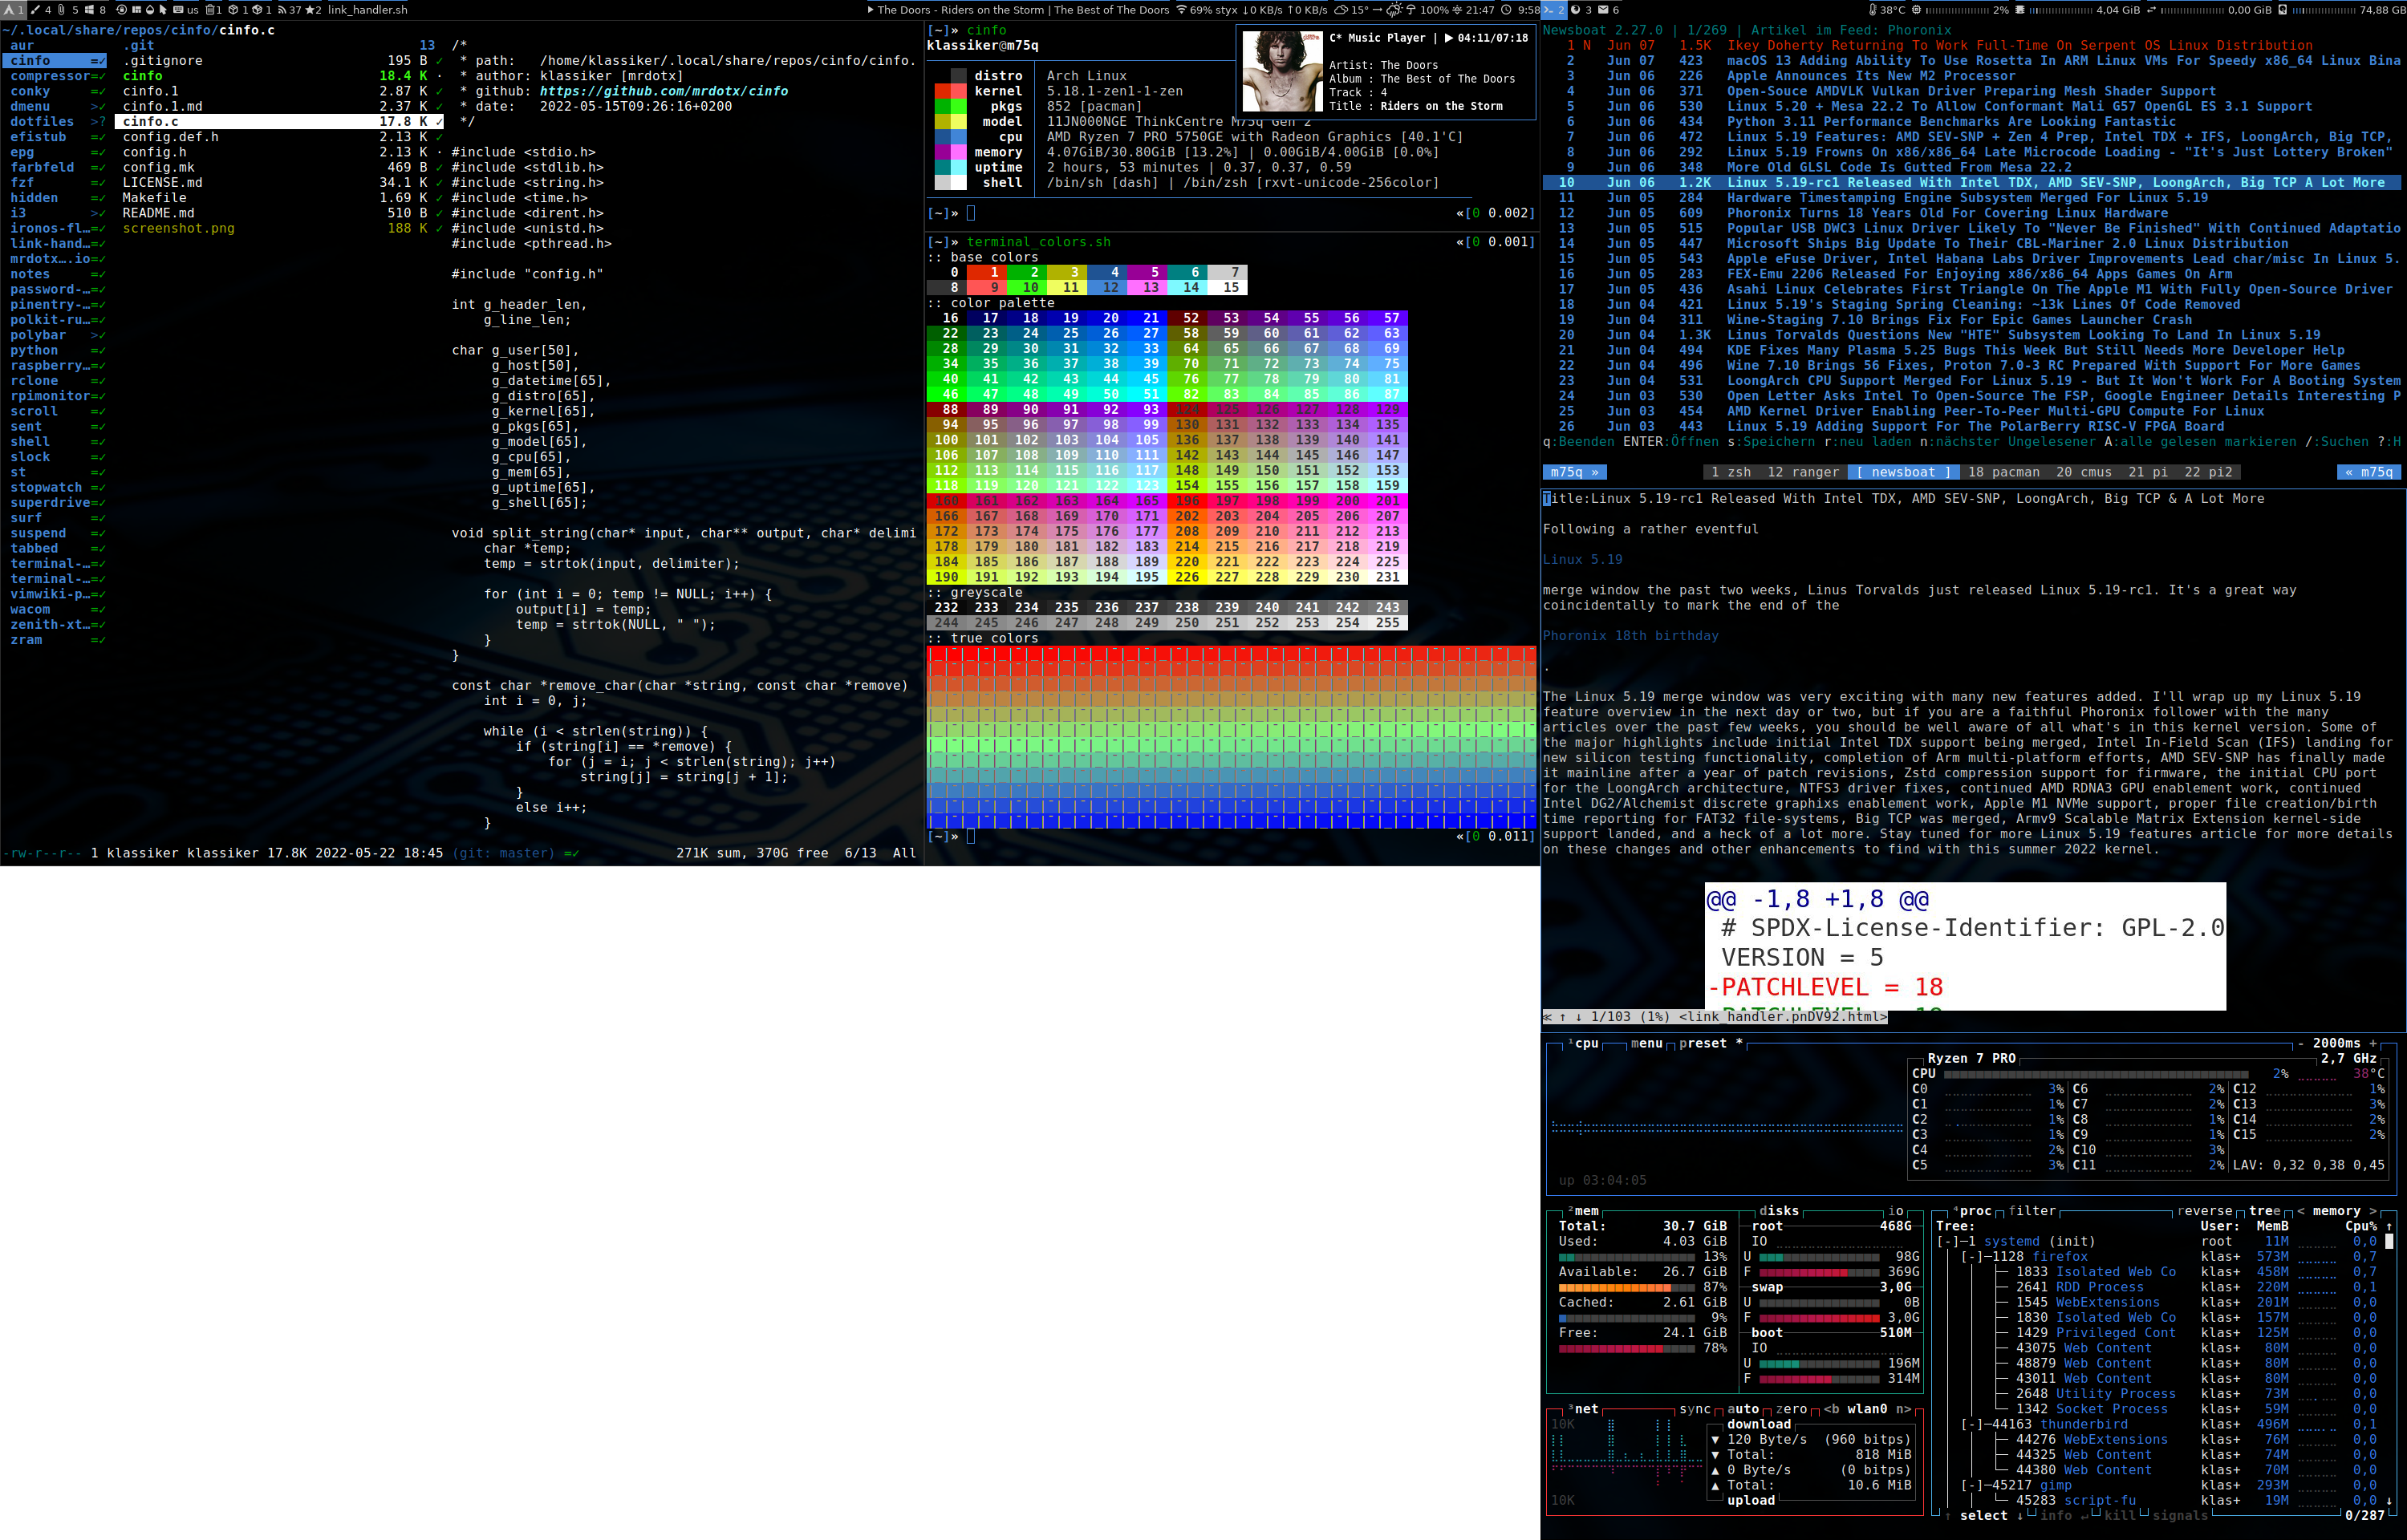 1 4 5 8 us 1 1 1 37 2 link_handler.sh
The Doors - Riders on the Storm | The Best of The Doors 69% styx ↓0 KB/s ↑0 KB/s 15° → 100% 21:47 9:58
2 3 6 38°C 2% 4,04 GiB 0,00 GiB 74,88 GB
~/.local/share/repos/cinfo/cinfo.c
aur
cinfo =✓
compressor=✓
conky =✓
dmenu >✓
dotfiles >?
efistub =✓
epg =✓
farbfeld =✓
fzf =✓
hidden =✓
i3 >✓
ironos-fl…=✓
link-hand…=✓
mrdotx….io=✓
notes =✓
password-…=✓
pinentry-…=✓
polkit-ru…=✓
polybar >✓
python =✓
raspberry…=✓
rclone =✓
rpimonitor=✓
scroll =✓
sent =✓
shell =✓
slock =✓
st =✓
stopwatch =✓
superdrive=✓
surf =✓
suspend =✓
tabbed =✓
terminal-…=✓
terminal-…=✓
vimwiki-p…=✓
wacom =✓
zenith-xt…=✓
zram =✓
.git 13
.gitignore 195 B ✓
cinfo 18.4 K ·
cinfo.1 2.87 K ✓
cinfo.1.md 2.37 K ✓
cinfo.c 17.8 K ✓
config.def.h 2.13 K ✓
config.h 2.13 K ·
config.mk 469 B ✓
LICENSE.md 34.1 K ✓
Makefile 1.69 K ✓
README.md 510 B ✓
screenshot.png 188 K ✓
/*
* path: /home/klassiker/.local/share/repos/cinfo/cinfo.
* author: klassiker [mrdotx]
* github: https://github.com/mrdotx/cinfo
* date: 2022-05-15T09:26:16+0200
*/
#include <stdio.h>
#include <stdlib.h>
#include <string.h>
#include <time.h>
#include <dirent.h>
#include <unistd.h>
#include <pthread.h>
#include "config.h"
int g_header_len,
g_line_len;
char g_user[50],
g_host[50],
g_datetime[65],
g_distro[65],
g_kernel[65],
g_pkgs[65],
g_model[65],
g_cpu[65],
g_mem[65],
g_uptime[65],
g_shell[65];
void split_string(char* input, char** output, char* delimi
char *temp;
temp = strtok(input, delimiter);
for (int i = 0; temp != NULL; i++) {
output[i] = temp;
temp = strtok(NULL, " ");
}
}
const char *remove_char(char *string, const char *remove)
int i = 0, j;
while (i < strlen(string)) {
if (string[i] == *remove) {
for (j = i; j < strlen(string); j++)
string[j] = string[j + 1];
}
else i++;
}
-rw-r--r-- 1 klassiker klassiker 17.8K 2022-05-22 18:45 (git: master) =✓ 271K sum, 370G free 6/13 All
[~]» cinfo
klassiker@m75q
distro Arch Linux
kernel 5.18.1-zen1-1-zen
pkgs 852 [pacman]
model 11JN000NGE ThinkCentre M75q Gen 2
cpu AMD Ryzen 7 PRO 5750GE with Radeon Graphics [40.1'C]
memory 4.07GiB/30.80GiB [13.2%] | 0.00GiB/4.00GiB [0.0%]
uptime 2 hours, 53 minutes | 0.37, 0.37, 0.59
shell /bin/sh [dash] | /bin/zsh [rxvt-unicode-256color]
[~]» «[0 0.002]
C* Music Player | ▶ 04:11/07:18
Artist: The Doors
Album : The Best of The Doors
Track : 4
Title : Riders on the Storm
[~]» terminal_colors.sh «[0 0.001]
:: base colors
0 1 2 3 4 5 6 7
8 9 10 11 12 13 14 15
:: color palette
16 17 18 19 20 21 52 53 54 55 56 57
22 23 24 25 26 27 58 59 60 61 62 63
28 29 30 31 32 33 64 65 66 67 68 69
34 35 36 37 38 39 70 71 72 73 74 75
40 41 42 43 44 45 76 77 78 79 80 81
46 47 48 49 50 51 82 83 84 85 86 87
88 89 90 91 92 93 124 125 126 127 128 129
94 95 96 97 98 99 130 131 132 133 134 135
100 101 102 103 104 105 136 137 138 139 140 141
106 107 108 109 110 111 142 143 144 145 146 147
112 113 114 115 116 117 148 149 150 151 152 153
118 119 120 121 122 123 154 155 156 157 158 159
160 161 162 163 164 165 196 197 198 199 200 201
166 167 168 169 170 171 202 203 204 205 206 207
172 173 174 175 176 177 208 209 210 211 212 213
178 179 180 181 182 183 214 215 216 217 218 219
184 185 186 187 188 189 220 221 222 223 224 225
190 191 192 193 194 195 226 227 228 229 230 231
:: greyscale
232 233 234 235 236 237 238 239 240 241 242 243
244 245 246 247 248 249 250 251 252 253 254 255
:: true colors
[~]» «[0 0.011]
Newsboat 2.27.0 | 1/269 | Artikel im Feed: Phoronix
1 N Jun 07 1.5K Ikey Doherty Returning To Work Full-Time On Serpent OS Linux Distribution
2 Jun 07 423 macOS 13 Adding Ability To Use Rosetta In ARM Linux VMs For Speedy x86_64 Linux Bina
3 Jun 06 226 Apple Announces Its New M2 Processor
4 Jun 06 371 Open-Souce AMDVLK Vulkan Driver Preparing Mesh Shader Support
5 Jun 06 530 Linux 5.20 + Mesa 22.2 To Allow Conformant Mali G57 OpenGL ES 3.1 Support
6 Jun 06 434 Python 3.11 Performance Benchmarks Are Looking Fantastic
7 Jun 06 472 Linux 5.19 Features: AMD SEV-SNP + Zen 4 Prep, Intel TDX + IFS, LoongArch, Big TCP,
8 Jun 06 292 Linux 5.19 Frowns On x86/x86_64 Late Microcode Loading - "It's Just Lottery Broken"
9 Jun 06 348 More Old GLSL Code Is Gutted From Mesa 22.2
10 Jun 06 1.2K Linux 5.19-rc1 Released With Intel TDX, AMD SEV-SNP, LoongArch, Big TCP A Lot More
11 Jun 05 284 Hardware Timestamping Engine Subsystem Merged For Linux 5.19
12 Jun 05 609 Phoronix Turns 18 Years Old For Covering Linux Hardware
13 Jun 05 515 Popular USB DWC3 Linux Driver Likely To "Never Be Finished" With Continued Adaptatio
14 Jun 05 447 Microsoft Ships Big Update To Their CBL-Mariner 2.0 Linux Distribution
15 Jun 05 543 Apple eFuse Driver, Intel Habana Labs Driver Improvements Lead char/misc In Linux 5.
16 Jun 05 283 FEX-Emu 2206 Released For Enjoying x86/x86_64 Apps Games On Arm
17 Jun 05 436 Asahi Linux Celebrates First Triangle On The Apple M1 With Fully Open-Source Driver
18 Jun 04 421 Linux 5.19's Staging Spring Cleaning: ~13k Lines Of Code Removed
19 Jun 04 311 Wine-Staging 7.10 Brings Fix For Epic Games Launcher Crash
20 Jun 04 1.3K Linus Torvalds Questions New "HTE" Subsystem Looking To Land In Linux 5.19
21 Jun 04 494 KDE Fixes Many Plasma 5.25 Bugs This Week But Still Needs More Developer Help
22 Jun 04 496 Wine 7.10 Brings 56 Fixes, Proton 7.0-3 RC Prepared With Support For More Games
23 Jun 04 531 LoongArch CPU Support Merged For Linux 5.19 - But It Won't Work For A Booting System
24 Jun 03 530 Open Letter Asks Intel To Open-Source The FSP, Google Engineer Details Interesting P
25 Jun 03 454 AMD Kernel Driver Enabling Peer-To-Peer Multi-GPU Compute For Linux
26 Jun 03 443 Linux 5.19 Adding Support For The PolarBerry RISC-V FPGA Board
q:Beenden ENTER:Öffnen s:Speichern r:neu laden n:nächster Ungelesener A:alle gelesen markieren /:Suchen ?:H
m75q » 1 zsh 12 ranger [ newsboat ] 18 pacman 20 cmus 21 pi 22 pi2 « m75q
Title:Linux 5.19-rc1 Released With Intel TDX, AMD SEV-SNP, LoongArch, Big TCP & A Lot More
Following a rather eventful
Linux 5.19
merge window the past two weeks, Linus Torvalds just released Linux 5.19-rc1. It's a great way
coincidentally to mark the end of the
Phoronix 18th birthday
.
The Linux 5.19 merge window was very exciting with many new features added. I'll wrap up my Linux 5.19
feature overview in the next day or two, but if you are a faithful Phoronix follower with the many
articles over the past few weeks, you should be well aware of all what's in this kernel version. Some of
the major highlights include initial Intel TDX support being merged, Intel In-Field Scan (IFS) landing for
new silicon testing functionality, completion of Arm multi-platform efforts, AMD SEV-SNP has finally made
it mainline after a year of patch revisions, Zstd compression support for firmware, the initial CPU port
for the LoongArch architecture, NTFS3 driver fixes, continued AMD RDNA3 GPU enablement work, continued
Intel DG2/Alchemist discrete graphixs enablement work, Apple M1 NVMe support, proper file creation/birth
time reporting for FAT32 file-systems, Big TCP was merged, Armv9 Scalable Matrix Extension kernel-side
support landed, and a heck of a lot more. Stay tuned for more Linux 5.19 features article for more details
on these changes and other enhancements to find with this summer 2022 kernel.
@@ -1,8 +1,8 @@
# SPDX-License-Identifier: GPL-2.0
VERSION = 5
-PATCHLEVEL = 18
≪ ↑ ↓ 1/103 (1%) <link_handler.pnDV92.html>
¹cpu menu preset * - 2000ms +
Ryzen 7 PRO 2,7 GHz
CPU 2% 38°C
C0 3% C6 2% C12 1%
C1 1% C7 2% C13 3%
C2 1% C8 1% C14 2%
C3 1% C9 1% C15 2%
C4 2% C10 3%
C5 3% C11 2% LAV: 0,32 0,38 0,45
up 03:04:05
²mem
Total: 30.7 GiB
Used: 4.03 GiB
13%
Available: 26.7 GiB
87%
Cached: 2.61 GiB
9%
Free: 24.1 GiB
78%
disks io
root 468G
IO
U 98G
F 369G
swap 3,0G
U 0B
F 3,0G
boot 510M
IO
U 196M
F 314M
³net sync auto zero <b wlan0 n>
10K
download
▼ 120 Byte/s (960 bitps)
▼ Total: 818 MiB
▲ 0 Byte/s (0 bitps)
▲ Total: 10.6 MiB
10K upload
⁴proc filter reverse tree < memory >
Tree: User: MemB Cpu% ↑
[-]─1 systemd (init) root 11M 0,0
[-]─1128 firefox klas+ 573M 0,7
1833 Isolated Web Co klas+ 458M 0,7
2641 RDD Process klas+ 220M 0,1
1545 WebExtensions klas+ 201M 0,0
1830 Isolated Web Co klas+ 157M 0,0
1429 Privileged Cont klas+ 125M 0,0
43075 Web Content klas+ 80M 0,0
48879 Web Content klas+ 80M 0,0
43011 Web Content klas+ 80M 0,0
2648 Utility Process klas+ 73M 0,0
1342 Socket Process klas+ 59M 0,0
[-]─44163 thunderbird klas+ 496M 0,1
44276 WebExtensions klas+ 76M 0,0
44325 Web Content klas+ 74M 0,0
44380 Web Content klas+ 70M 0,0
[-]─45217 gimp klas+ 293M 0,0
45283 script-fu klas+ 19M 0,0 ↓
↑ select ↓ info ↵ kill signals 0/287